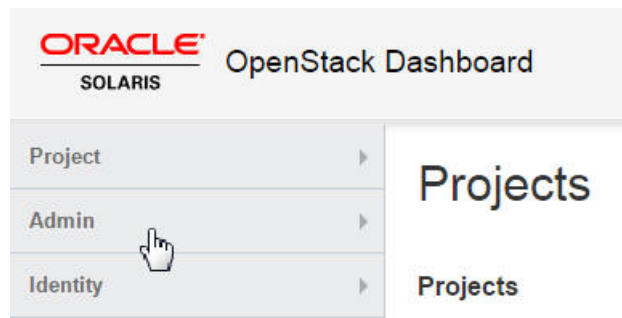 ORACLE
SOLARIS
OpenStack Dashboard
Project
Admin
Identity
Projects
Projects